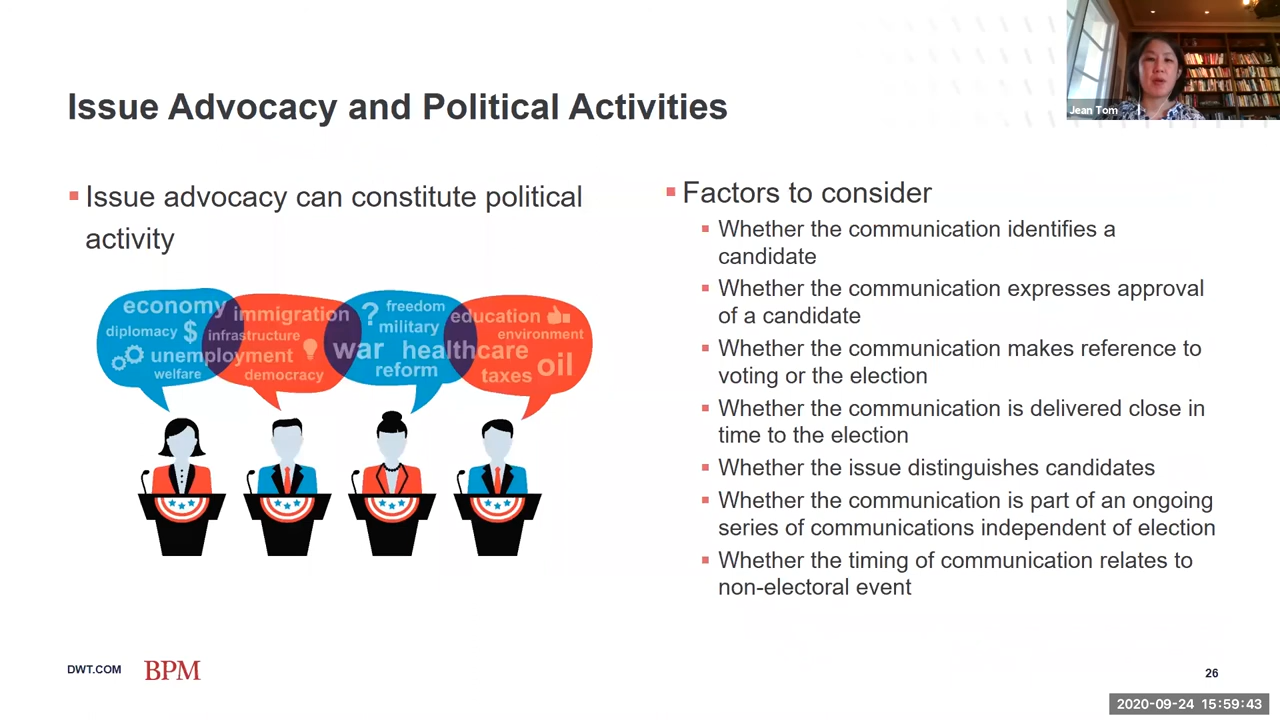 Jean Tom
Issue Advocacy and Political Activities
Issue advocacy can constitute political
activity
economy
diplomacy $
unemployment
welfare
immigration
infrastructure
democracy
? freedom
military
war healthcare
reform
education
environment
oil
taxes
Factors to consider
Whether the communication identifies a
candidate
Whether the communication expresses approval
of a candidate
Whether the communication makes reference to
voting or the election
Whether the communication is delivered close in
time to the election
Whether the issue distinguishes candidates
Whether the communication is part of an ongoing
series of communications independent of election
Whether the timing of communication relates to
non-electoral event
DWT.COM
BPM
26
2020-09-24 15:59:43